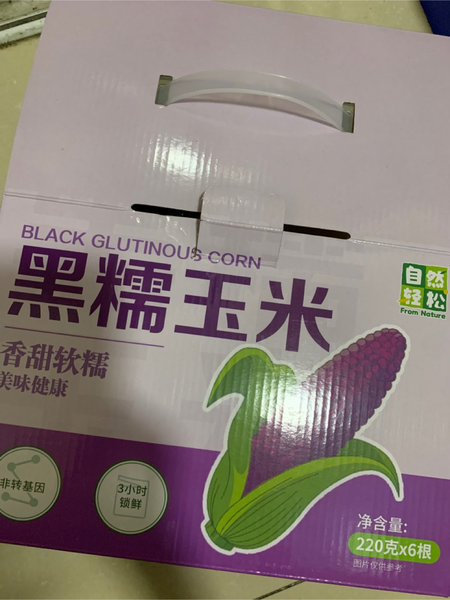 BLACK GLUTINOUS CORN
黑糯玉米
自然
轻松
From Nature
香甜软糯
美味健康
非转基因
3小时
锁鲜
净含量:
220克x6根
图片仅供参考